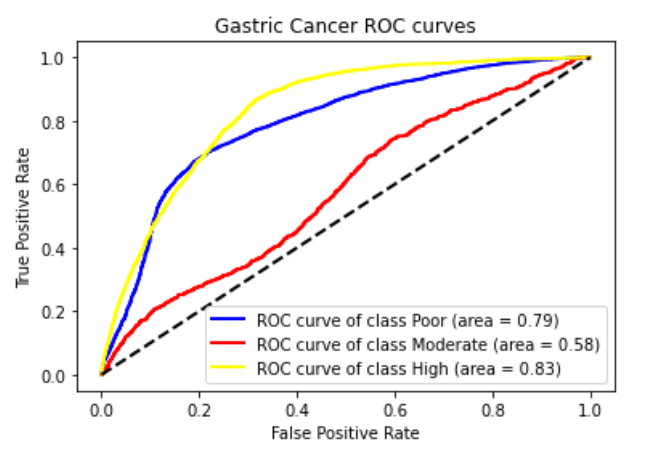 Gastric Cancer ROC curves
1.0
0.8
0.6
0.4
0.2
0.0
True Positive Rate
ROC curve of class Poor (area = 0.79)
ROC curve of class Moderate (area = 0.58)
ROC curve of class High (area = 0.83)
0.0 0.2 0.4 0.6 0.8 1.0
False Positive Rate